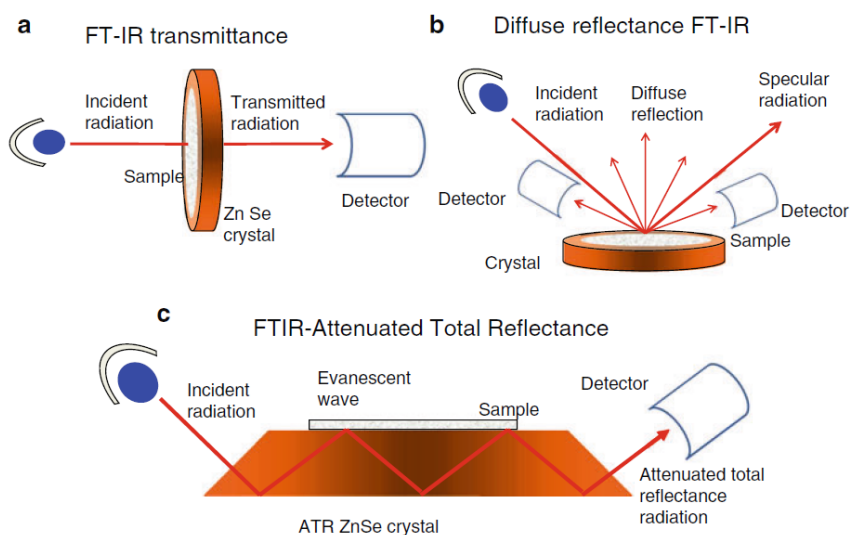 a
FT-IR transmittance
Incident
radiation
Transmitted
radiation
Sample
Detector
Zn Se
crystal
b
Diffuse reflectance FT-IR
Incident
radiation
Diffuse
reflection
Specular
radiation
Detector
Detector
Sample
Crystal
c
FTIR-Attenuated Total Reflectance
Incident
radiation
Evanescent
wave
Sample
Detector
Attenuated total
reflectance
radiation
ATR ZnSe crystal